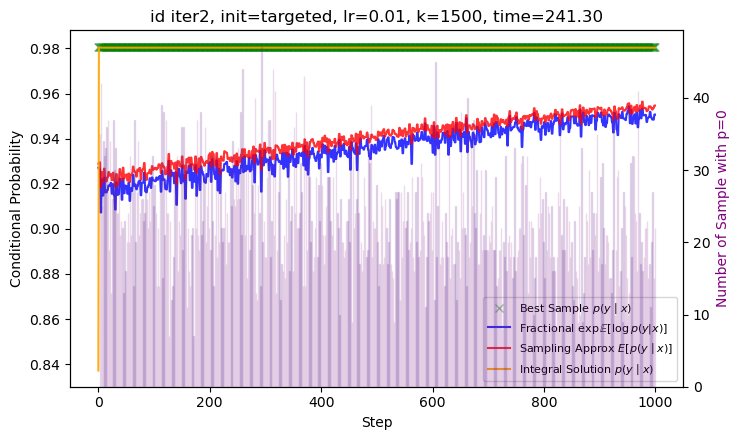 id iter2, init=targeted, lr=0.01, k=1500, time=241.30
Conditional Probability
0.98
0.96
0.94
0.92
0.90
0.88
0.86
0.84
40
30
20
10
0
Number of Sample with p=0
Best Sample p(y | x)
Fractional exp𝔼[log p(y|x)]
Sampling Approx E[p(y | x)]
Integral Solution p(y | x)
0
200
400
600
800
1000
Step